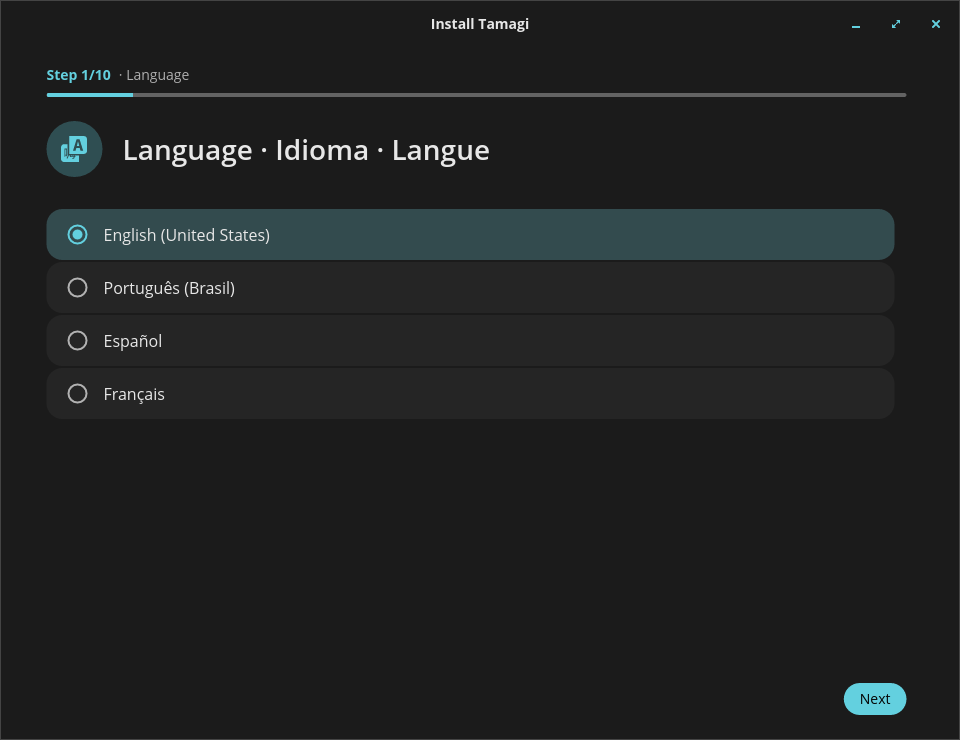 Install Tamagi
Step 1/10 · Language
A
Language · Idioma · Langue
English (United States)
Português (Brasil)
Español
Français
Next